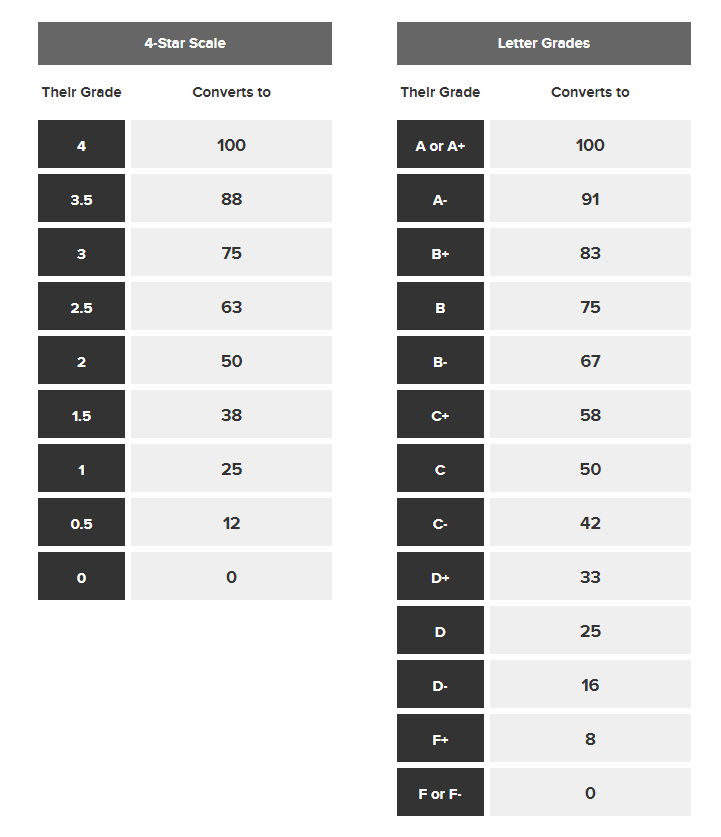 4-Star Scale
Their Grade Converts to
4 100
3.5 88
3 75
2.5 63
2 50
1.5 38
1 25
0.5 12
0 0
Letter Grades
Their Grade Converts to
A or A+ 100
A- 91
B+ 83
B 75
B- 67
C+ 58
C 50
C- 42
D+ 33
D 25
D- 16
F+ 8
F or F- 0